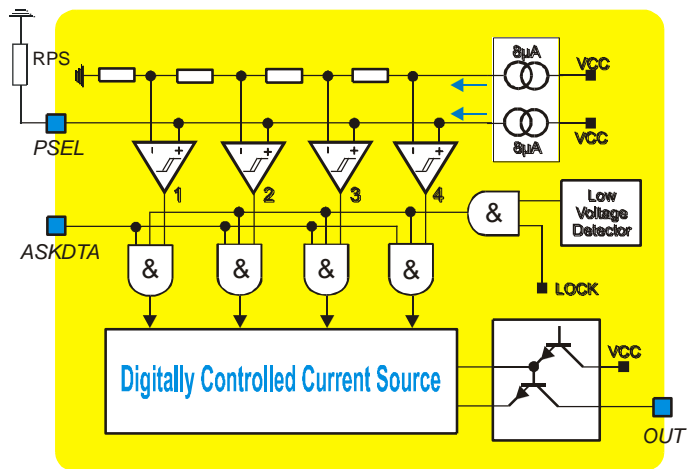 8µA
RPS
VCC
VCC
PSEL
8µA
- + - + - + - +
1 2 3 4
&
Low
Voltage
Detector
ASKDTA
& & & &
LOCK
Digitally Controlled Current Source
VCC
OUT